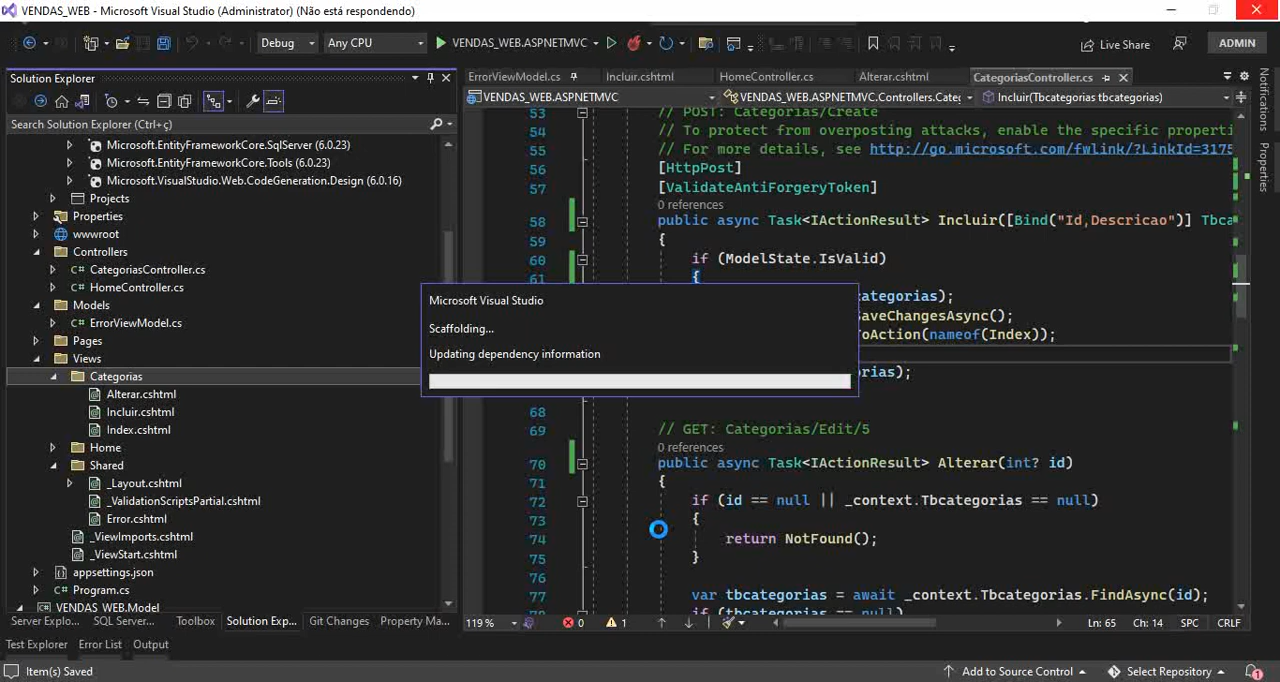 VENDAS_WEB - Microsoft Visual Studio (Administrator) (Não está respondendo)
Debug
Any CPU
VENDAS_WEB.ASPNETMVC
Live Share
ADMIN
Solution Explorer
Search Solution Explorer (Ctrl+ç)
Microsoft.EntityFrameworkCore.SqlServer (6.0.23)
Microsoft.EntityFrameworkCore.Tools (6.0.23)
Microsoft.VisualStudio.Web.CodeGeneration.Design (6.0.16)
Projects
Properties
wwwroot
Controllers
CategoriasController.cs
HomeController.cs
Models
ErrorViewModel.cs
Pages
Views
Categorias
Alterar.cshtml
Incluir.cshtml
Index.cshtml
Home
Shared
_Layout.cshtml
_ValidationScriptsPartial.cshtml
Error.cshtml
_ViewImports.cshtml
_ViewStart.cshtml
appsettings.json
Program.cs
VENDAS_WEB.Model
Server Explo...
SQL Server...
Toolbox
Solution Exp...
Git Changes
Property Ma...
ErrorViewModel.cs
Incluir.cshtml
HomeController.cs
Alterar.cshtml
CategoriasController.cs
VENDAS_WEB.ASPNETMVC
VENDAS_WEB.ASPNETMVC.Controllers.Categ
Incluir(Tbcategorias tbcategorias)
53 // POST: Categorias/Create
54 // To protect from overposting attacks, enable the specific properti
55 // For more details, see http://go.microsoft.com/fwlink/?LinkId=3175
56 [HttpPost]
57 [ValidateAntiForgeryToken]
0 references
58 public async Task<IActionResult> Incluir([Bind("Id,Descricao")] Tbca
59 {
60 if (ModelState.IsValid)
61 {
ategorias);
SaveChangesAsync();
oAction(nameof(Index));
rias);
68
69 // GET: Categorias/Edit/5
0 references
70 public async Task<IActionResult> Alterar(int? id)
71 {
72 if (id == null || _context.Tbcategorias == null)
73 {
74 return NotFound();
75 }
76
77 var tbcategorias = await _context.Tbcategorias.FindAsync(id);
78 if (tbcategorias == null)
Microsoft Visual Studio
Scaffolding...
Updating dependency information
119 %
0
1
Ln: 65
Ch: 14
SPC
CRLF
Notifications
Properties
Test Explorer
Error List
Output
Item(s) Saved
Add to Source Control
Select Repository
1